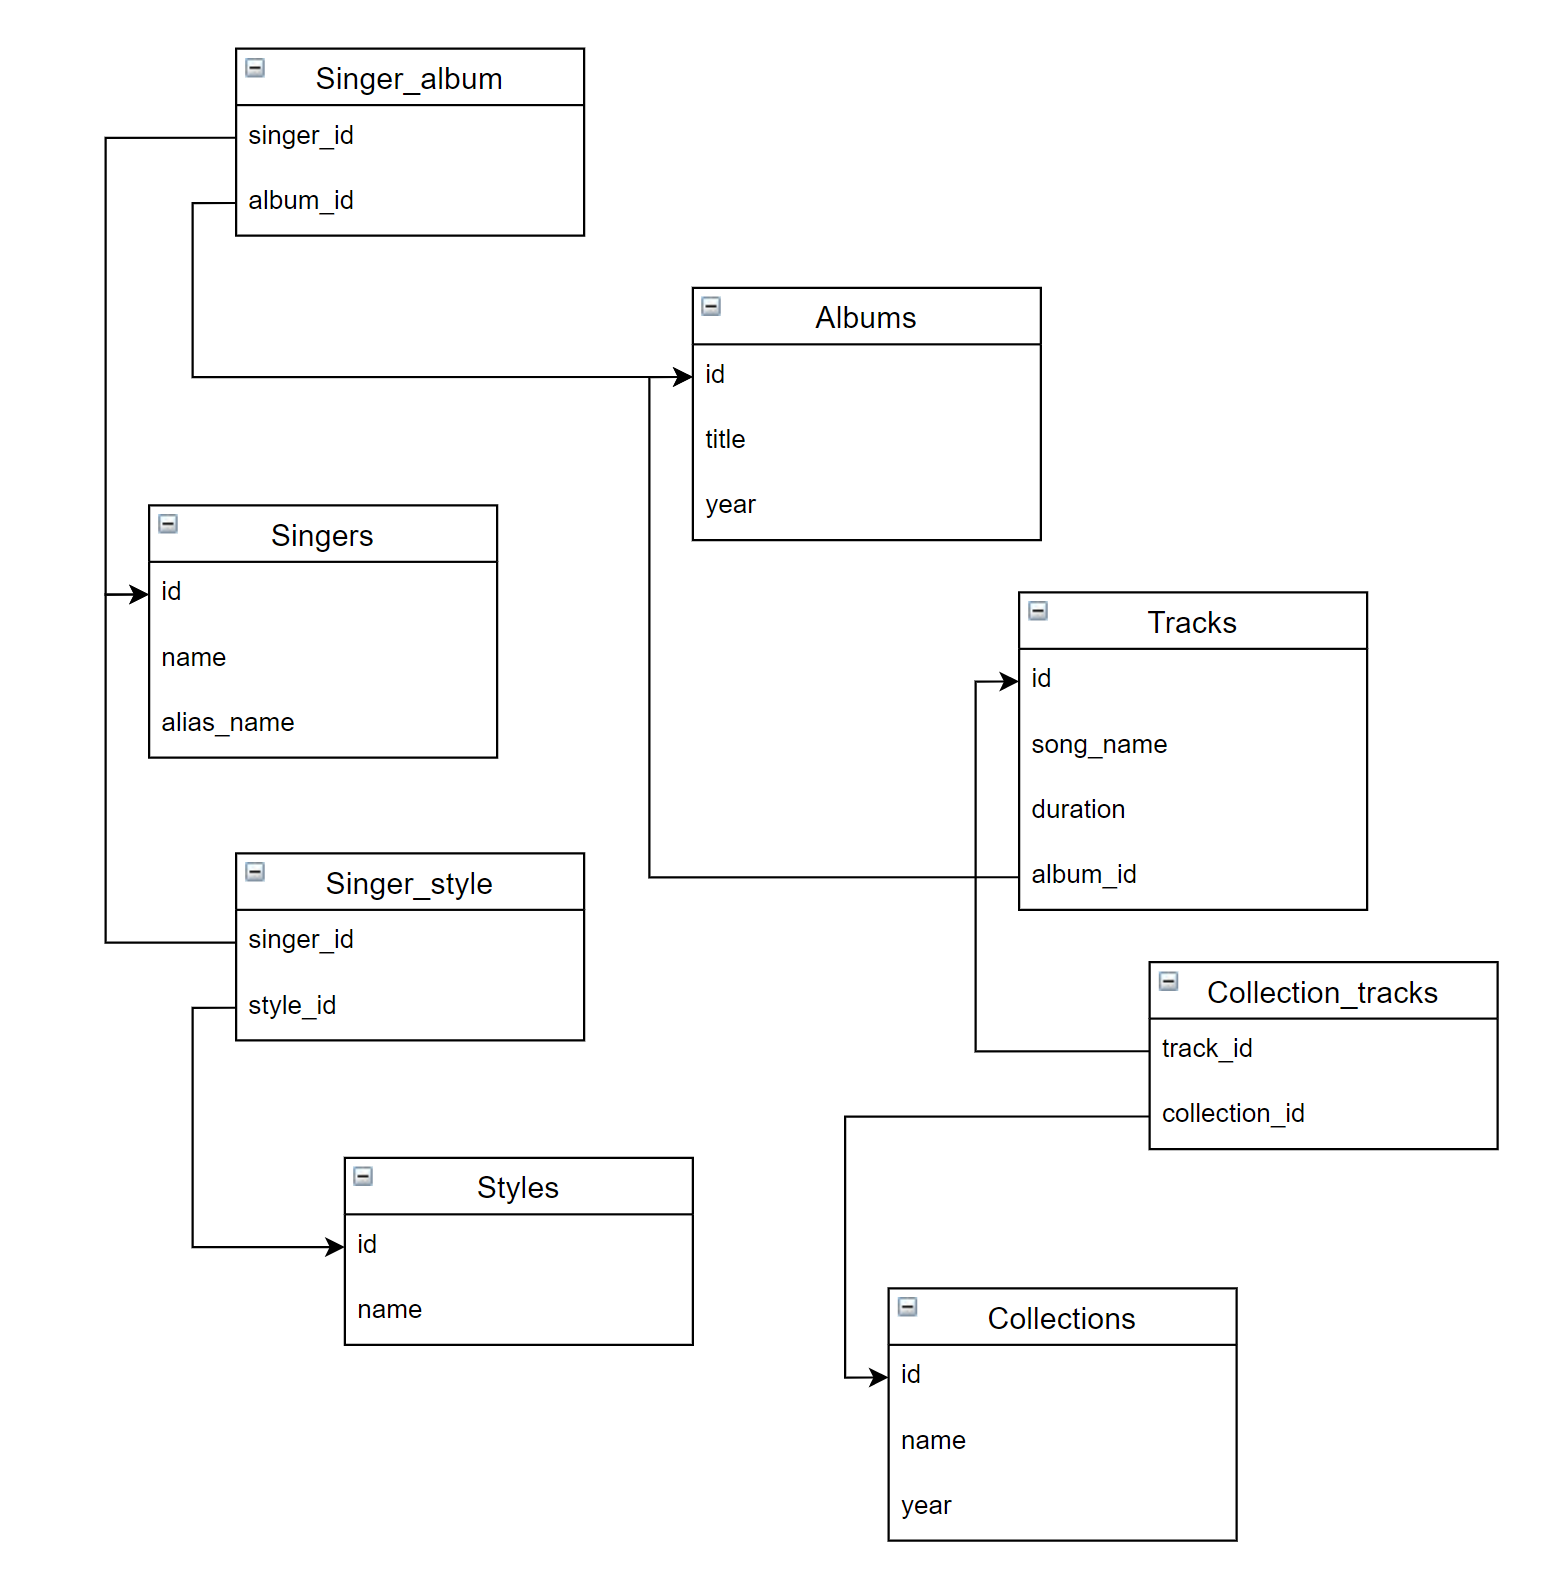 Singer_album
singer_id
album_id
Albums
id
title
year
Singers
id
name
alias_name
Tracks
id
song_name
duration
album_id
Singer_style
singer_id
style_id
Collection_tracks
track_id
collection_id
Styles
id
name
Collections
id
name
year